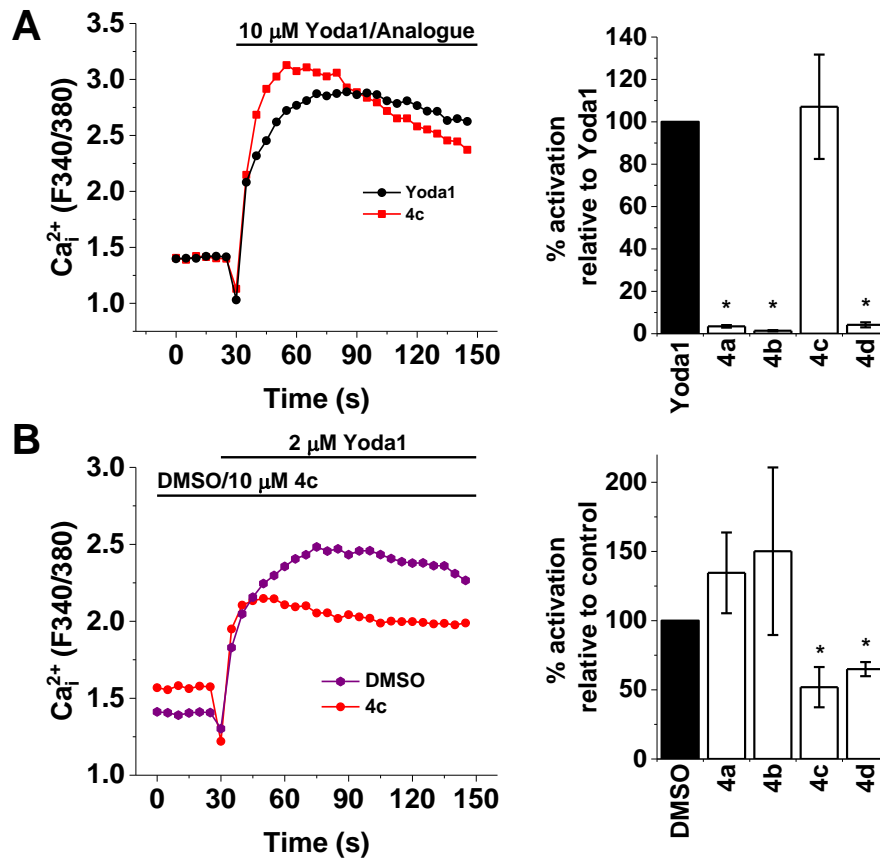 A
10 μM Yoda1/Analogue
Ca²⁺ᵢ (F340/380)
3.0
2.5
2.0
1.5
1.0
Yoda1
4c
0 30 60 90 120 150
Time (s)
% activation
relative to Yoda1
140
120
100
80
60
40
20
0
* * *
Yoda1 4a 4b 4c 4d
B
2 μM Yoda1
DMSO/10 μM 4c
Ca²⁺ᵢ (F340/380)
3.0
2.5
2.0
1.5
1.0
DMSO
4c
0 30 60 90 120 150
Time (s)
% activation
relative to control
200
150
100
50
0
* *
DMSO 4a 4b 4c 4d